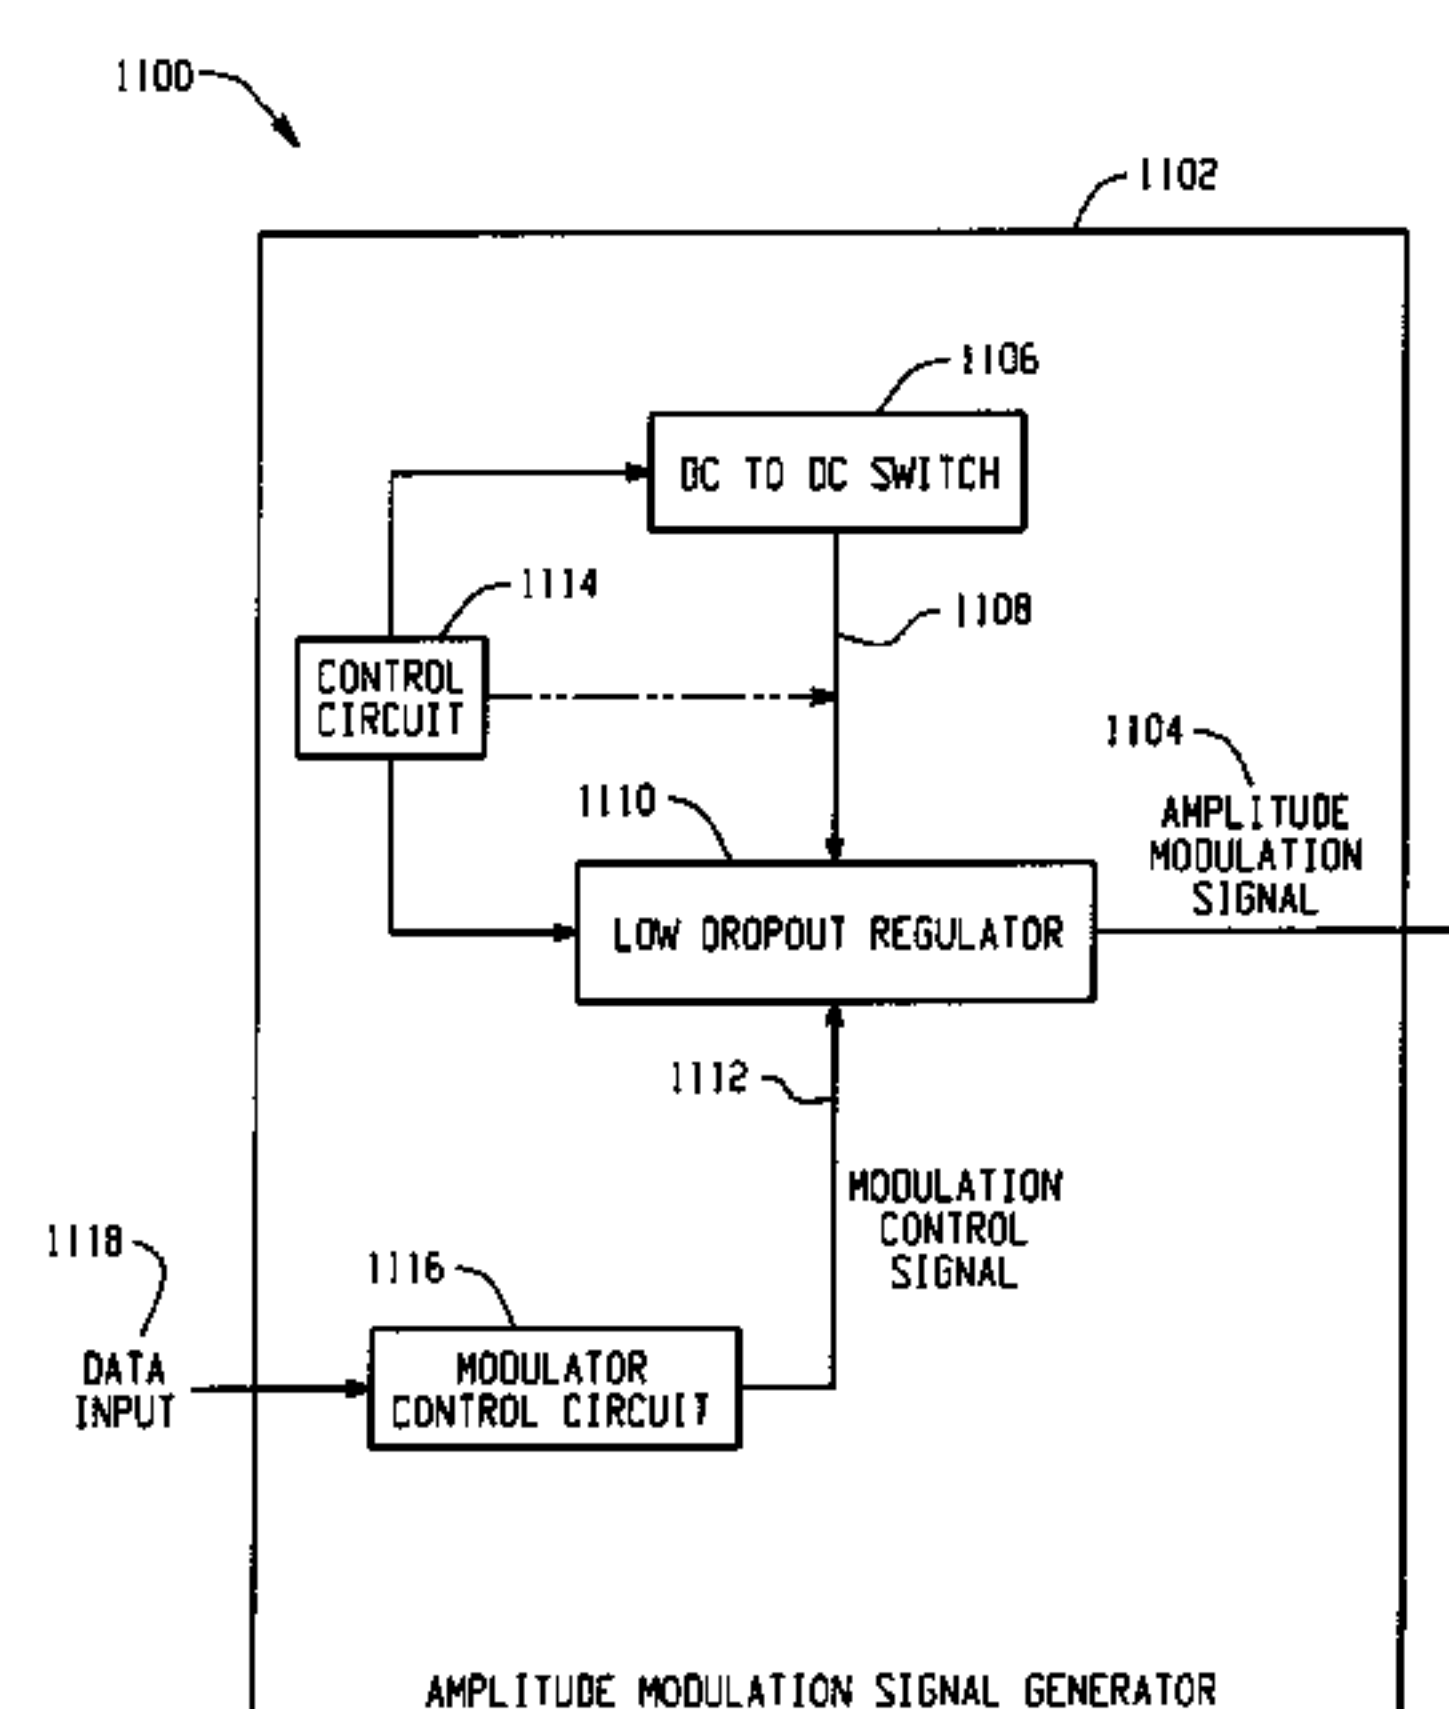 1100
1102
1106
DC TO DC SWITCH
1114
1108
CONTROL
CIRCUIT
1104
AMPLITUDE
MODULATION
SIGNAL
1110
LOW DROPOUT REGULATOR
1112
MODULATION
CONTROL
SIGNAL
1118
1116
DATA
INPUT
MODULATOR
CONTROL CIRCUIT
AMPLITUDE MODULATION SIGNAL GENERATOR